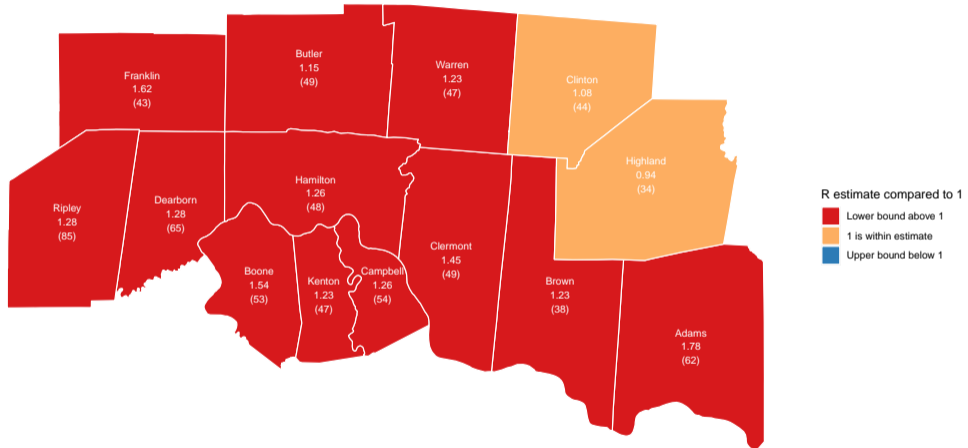 Butler
1.15
(49)
Warren
1.23
(47)
Franklin
1.62
(43)
Clinton
1.08
(44)
Highland
0.94
(34)
Hamilton
1.26
(48)
Ripley
1.28
(85)
Dearborn
1.28
(65)
Clermont
1.45
(49)
Boone
1.54
(53)
Kenton
1.23
(47)
Campbell
1.26
(54)
Brown
1.23
(38)
Adams
1.78
(62)
R estimate compared to 1
Lower bound above 1
1 is within estimate
Upper bound below 1